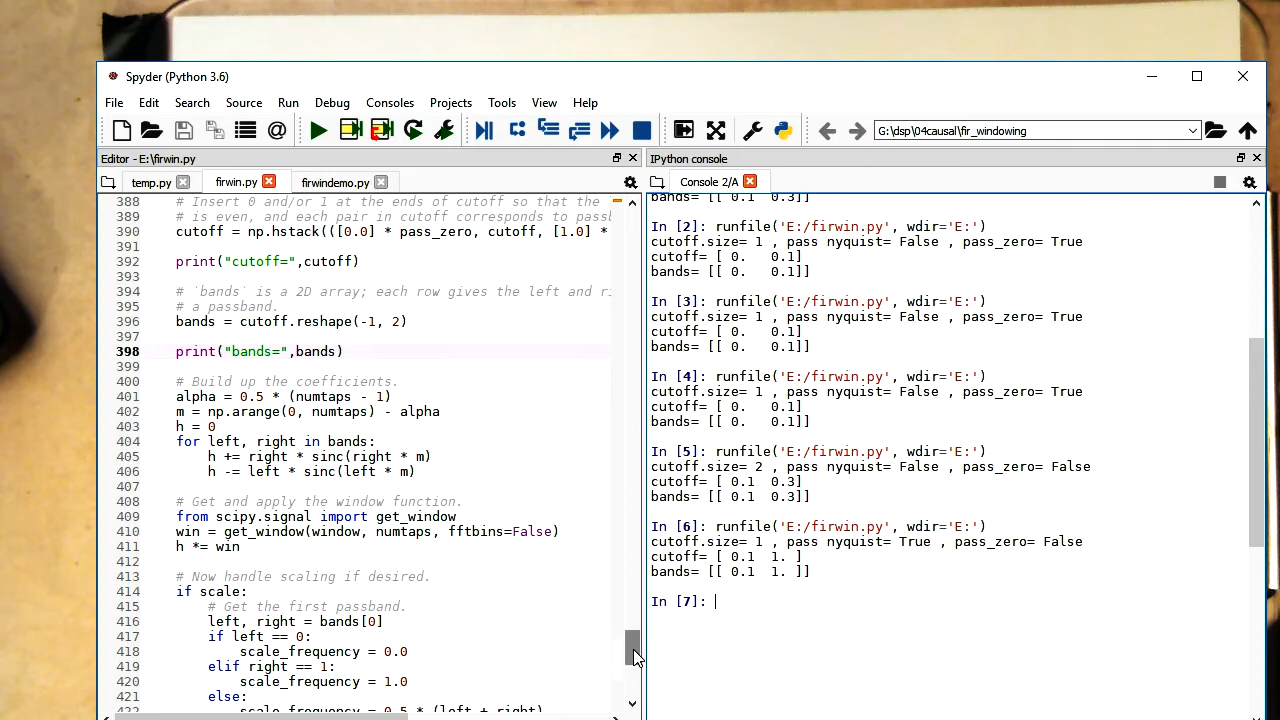 Spyder (Python 3.6)
File Edit Search Source Run Debug Consoles Projects Tools View Help
G:\dsp\04causal\fir_windowing
Editor - E:\firwin.py
temp.py firwin.py firwindemo.py
388 # Insert 0 and/or 1 at the ends of cutoff so that the
389 # is even, and each pair in cutoff corresponds to passb
390 cutoff = np.hstack(([0.0] * pass_zero, cutoff, [1.0] *
391
392 print("cutoff=",cutoff)
393
394 # `bands` is a 2D array; each row gives the left and ri
395 # a passband.
396 bands = cutoff.reshape(-1, 2)
397
398 print("bands=",bands)
399
400 # Build up the coefficients.
401 alpha = 0.5 * (numtaps - 1)
402 m = np.arange(0, numtaps) - alpha
403 h = 0
404 for left, right in bands:
405 h += right * sinc(right * m)
406 h -= left * sinc(left * m)
407
408 # Get and apply the window function.
409 from scipy.signal import get_window
410 win = get_window(window, numtaps, fftbins=False)
411 h *= win
412
413 # Now handle scaling if desired.
414 if scale:
415 # Get the first passband.
416 left, right = bands[0]
417 if left == 0:
418 scale_frequency = 0.0
419 elif right == 1:
420 scale_frequency = 1.0
421 else:
422 scale_frequency = 0.5 * (left + right)
IPython console
Console 2/A
bands= [[ 0.1 0.3]]
In [2]: runfile('E:/firwin.py', wdir='E:')
cutoff.size= 1 , pass nyquist= False , pass_zero= True
cutoff= [ 0. 0.1]
bands= [[ 0. 0.1]]
In [3]: runfile('E:/firwin.py', wdir='E:')
cutoff.size= 1 , pass nyquist= False , pass_zero= True
cutoff= [ 0. 0.1]
bands= [[ 0. 0.1]]
In [4]: runfile('E:/firwin.py', wdir='E:')
cutoff.size= 1 , pass nyquist= False , pass_zero= True
cutoff= [ 0. 0.1]
bands= [[ 0. 0.1]]
In [5]: runfile('E:/firwin.py', wdir='E:')
cutoff.size= 2 , pass nyquist= False , pass_zero= False
cutoff= [ 0.1 0.3]
bands= [[ 0.1 0.3]]
In [6]: runfile('E:/firwin.py', wdir='E:')
cutoff.size= 1 , pass nyquist= True , pass_zero= False
cutoff= [ 0.1 1. ]
bands= [[ 0.1 1. ]]
In [7]: